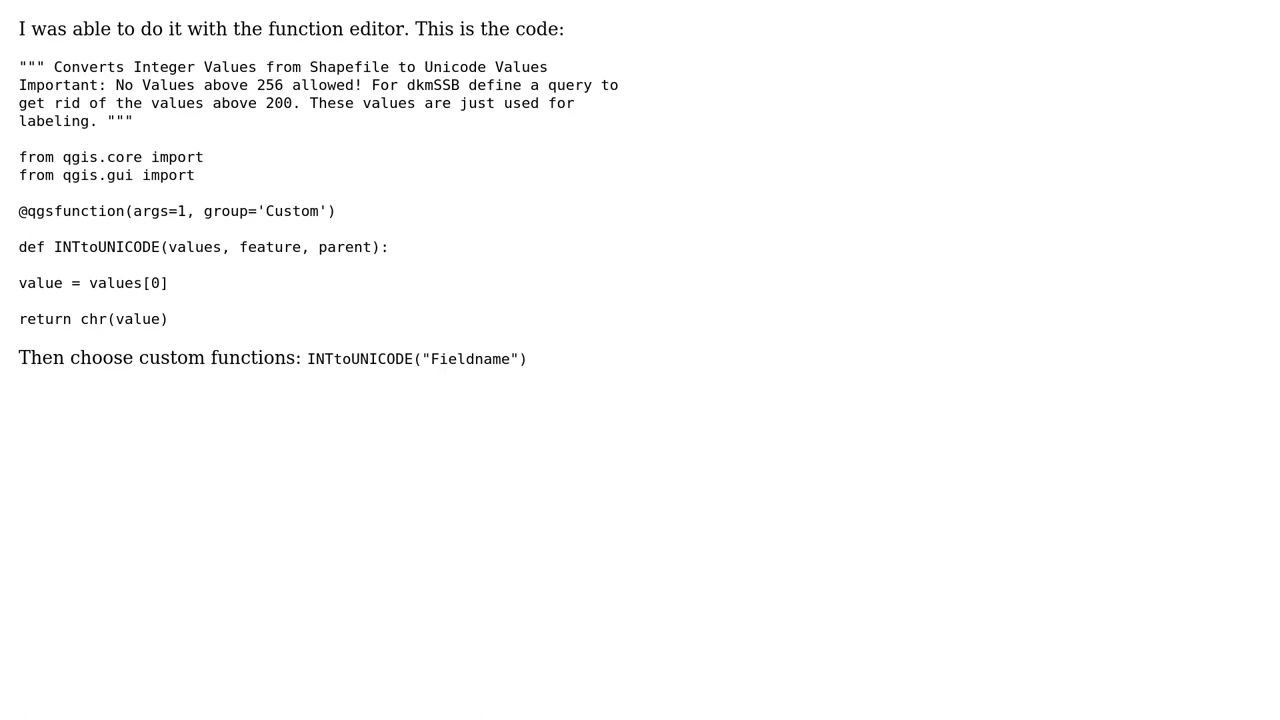 I was able to do it with the function editor. This is the code:
""" Converts Integer Values from Shapefile to Unicode Values
Important: No Values above 256 allowed! For dkmSSB define a query to
get rid of the values above 200. These values are just used for
labeling. """
from qgis.core import
from qgis.gui import
@qgsfunction(args=1, group='Custom')
def INTtoUNICODE(values, feature, parent):
value = values[0]
return chr(value)
Then choose custom functions: INTtoUNICODE("Fieldname")